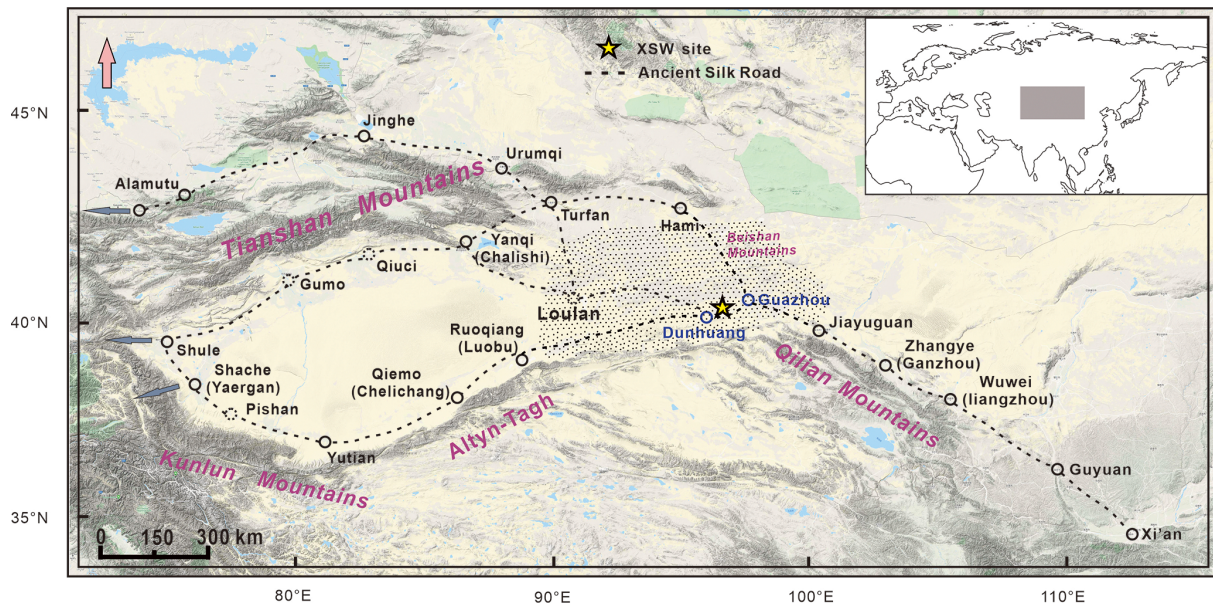 XSW site
Ancient Silk Road
45°N
Jinghe
Urumqi
Alamutu
Tianshan Mountains
Turfan
Hami
Beishan
Mountains
Yanqi
(Chalishi)
Qiuci
Gumo
Loulan
Guazhou
40°N
Dunhuang
Ruoqiang
(Luobu)
Jiayuguan
Shule
Zhangye
(Ganzhou)
Shache
(Yaergan)
Qiemo
(Chelichang)
Qilian Mountains
Wuwei
(liangzhou)
Pishan
Altyn-Tagh
Yutian
Kunlun Mountains
Guyuan
35°N
0 150 300 km
Xi'an
80°E
90°E
100°E
110°E